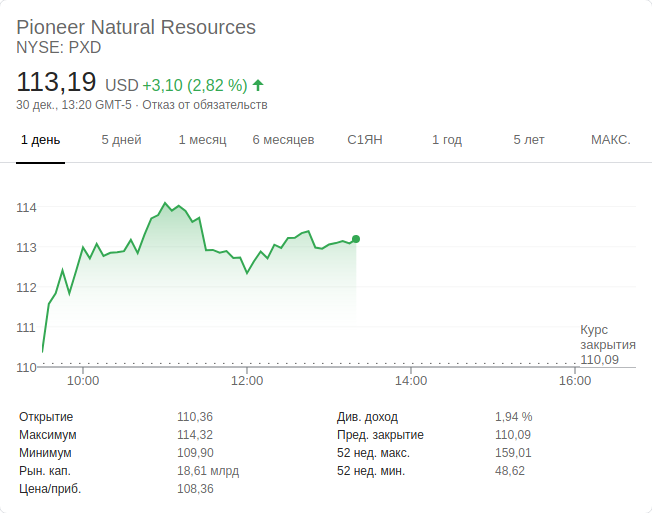 Pioneer Natural Resources
NYSE: PXD
113,19 USD +3,10 (2,82 %)
30 дек., 13:20 GMT-5 · Отказ от обязательств
1 день 5 дней 1 месяц 6 месяцев С1ЯН 1 год 5 лет МАКС.
114
113
112
111
110
Курс
закрытия
110,09
10:00 12:00 14:00 16:00
Открытие 110,36 Див. доход 1,94 %
Максимум 114,32 Пред. закрытие 110,09
Минимум 109,90 52 нед. макс. 159,01
Рын. кап. 18,61 млрд 52 нед. мин. 48,62
Цена/приб. 108,36